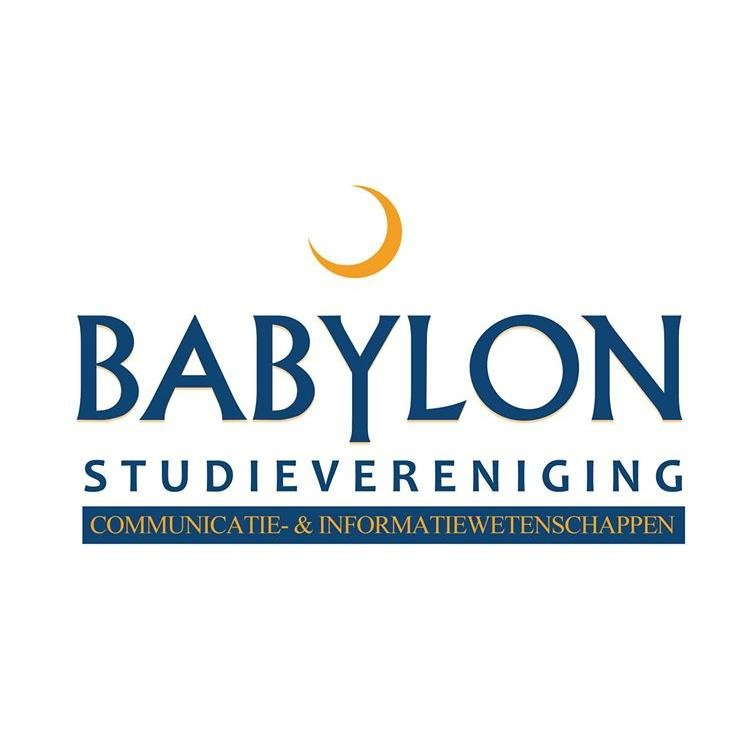 BABYLON
STUDIEVERENIGING
COMMUNICATIE- & INFORMATIEWETENSCHAPPEN